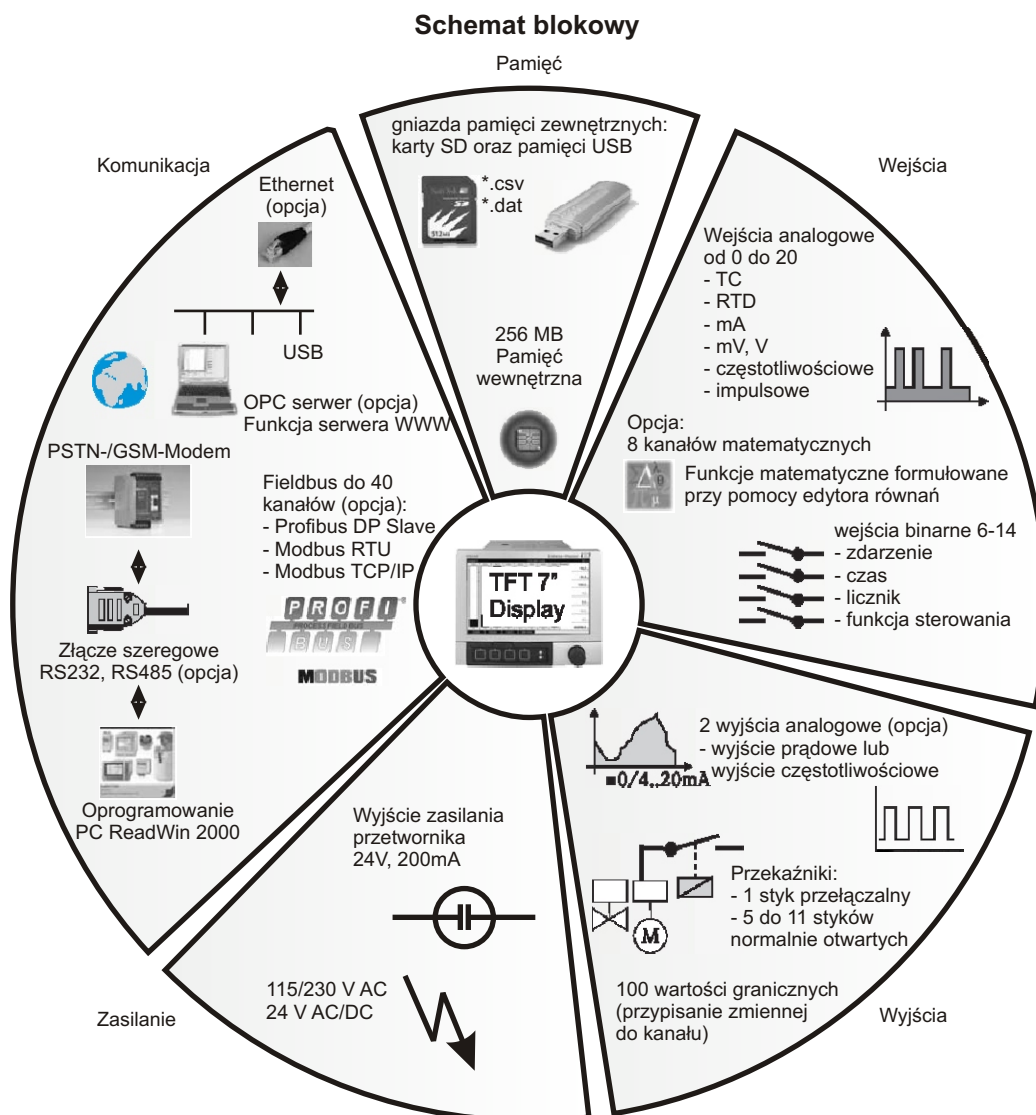 Schemat blokowy
Pamięć
gniazda pamięci zewnętrznych:
karty SD oraz pamięci USB
*.csv
*.dat
512MB
256 MB
Pamięć
wewnętrzna
Komunikacja
Ethernet
(opcja)
USB
OPC serwer (opcja)
Funkcja serwera WWW
PSTN-/GSM-Modem
Fieldbus do 40
kanałów (opcja):
- Profibus DP Slave
- Modbus RTU
- Modbus TCP/IP
PROFI
PROCESS FIELD BUS
BUS
MODBUS
Złącze szeregowe
RS232, RS485 (opcja)
Oprogramowanie
PC ReadWin 2000
Wejścia
Wejścia analogowe
od 0 do 20
- TC
- RTD
- mA
- mV, V
- częstotliwościowe
- impulsowe
Opcja:
8 kanałów matematycznych
Funkcje matematyczne formułowane
przy pomocy edytora równań
wejścia binarne 6-14
- zdarzenie
- czas
- licznik
- funkcja sterowania
TFT 7"
Display
2 wyjścia analogowe (opcja)
- wyjście prądowe lub
wyjście częstotliwościowe
=0/4..20mA
Przekaźniki:
- 1 styk przełączalny
- 5 do 11 styków
normalnie otwartych
M
100 wartości granicznych
(przypisanie zmiennej
do kanału)
Wyjścia
Wyjście zasilania
przetwornika
24V, 200mA
115/230 V AC
24 V AC/DC
Zasilanie